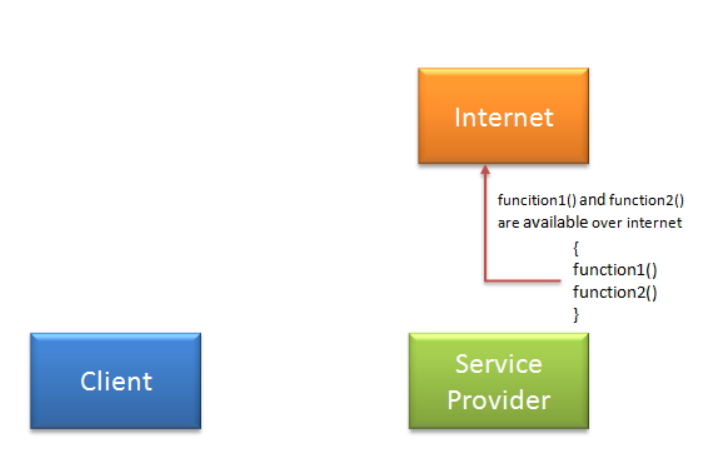 Internet
funcition1() and function2()
are available over internet
{
function1()
function2()
}
Client
Service
Provider